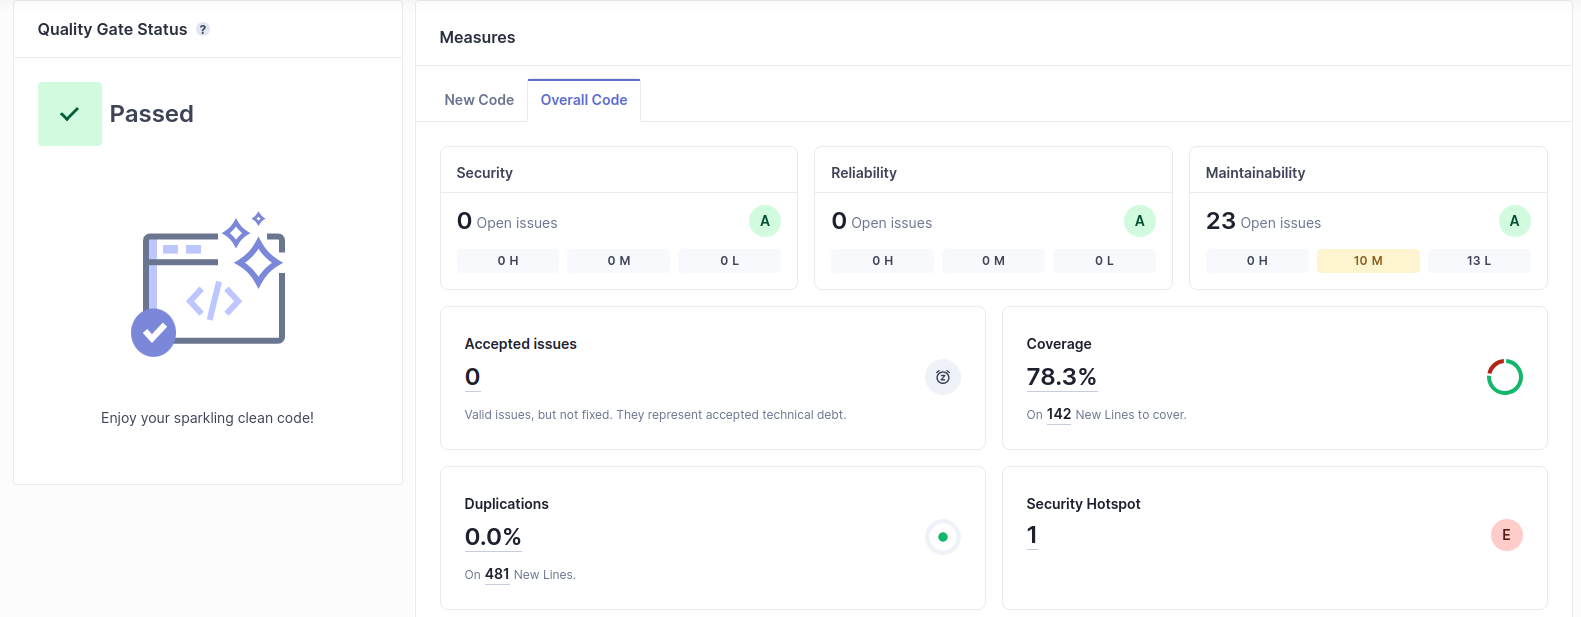 Quality Gate Status ?
Passed
Enjoy your sparkling clean code!
Measures
New Code
Overall Code
Security
0 Open issues
A
0 H
0 M
0 L
Reliability
0 Open issues
A
0 H
0 M
0 L
Maintainability
23 Open issues
A
0 H
10 M
13 L
Accepted issues
0
Valid issues, but not fixed. They represent accepted technical debt.
Coverage
78.3%
On 142 New Lines to cover.
Duplications
0.0%
On 481 New Lines.
Security Hotspot
1
E